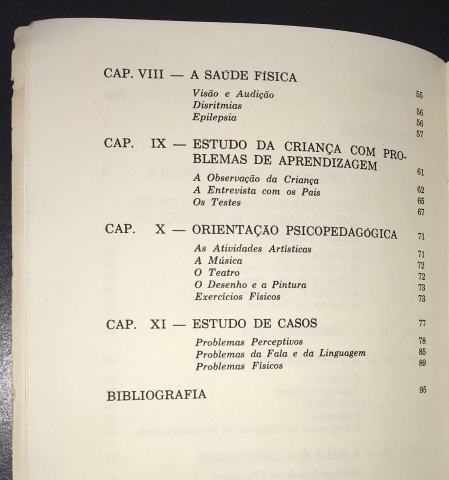 CAP. VIII — A SAÚDE FÍSICA 55
Visão e Audição 56
Disritmias 56
Epilepsia 57
CAP. IX — ESTUDO DA CRIANÇA COM PRO-
BLEMAS DE APRENDIZAGEM 61
A Observação da Criança 62
A Entrevista com os Pais 65
Os Testes 67
CAP. X — ORIENTAÇÃO PSICOPEDAGÓGICA 71
As Atividades Artísticas 71
A Música 72
O Teatro 72
O Desenho e a Pintura 73
Exercícios Físicos 73
CAP. XI — ESTUDO DE CASOS 77
Problemas Perceptivos 78
Problemas da Fala e da Linguagem 85
Problemas Físicos 89
BIBLIOGRAFIA 95